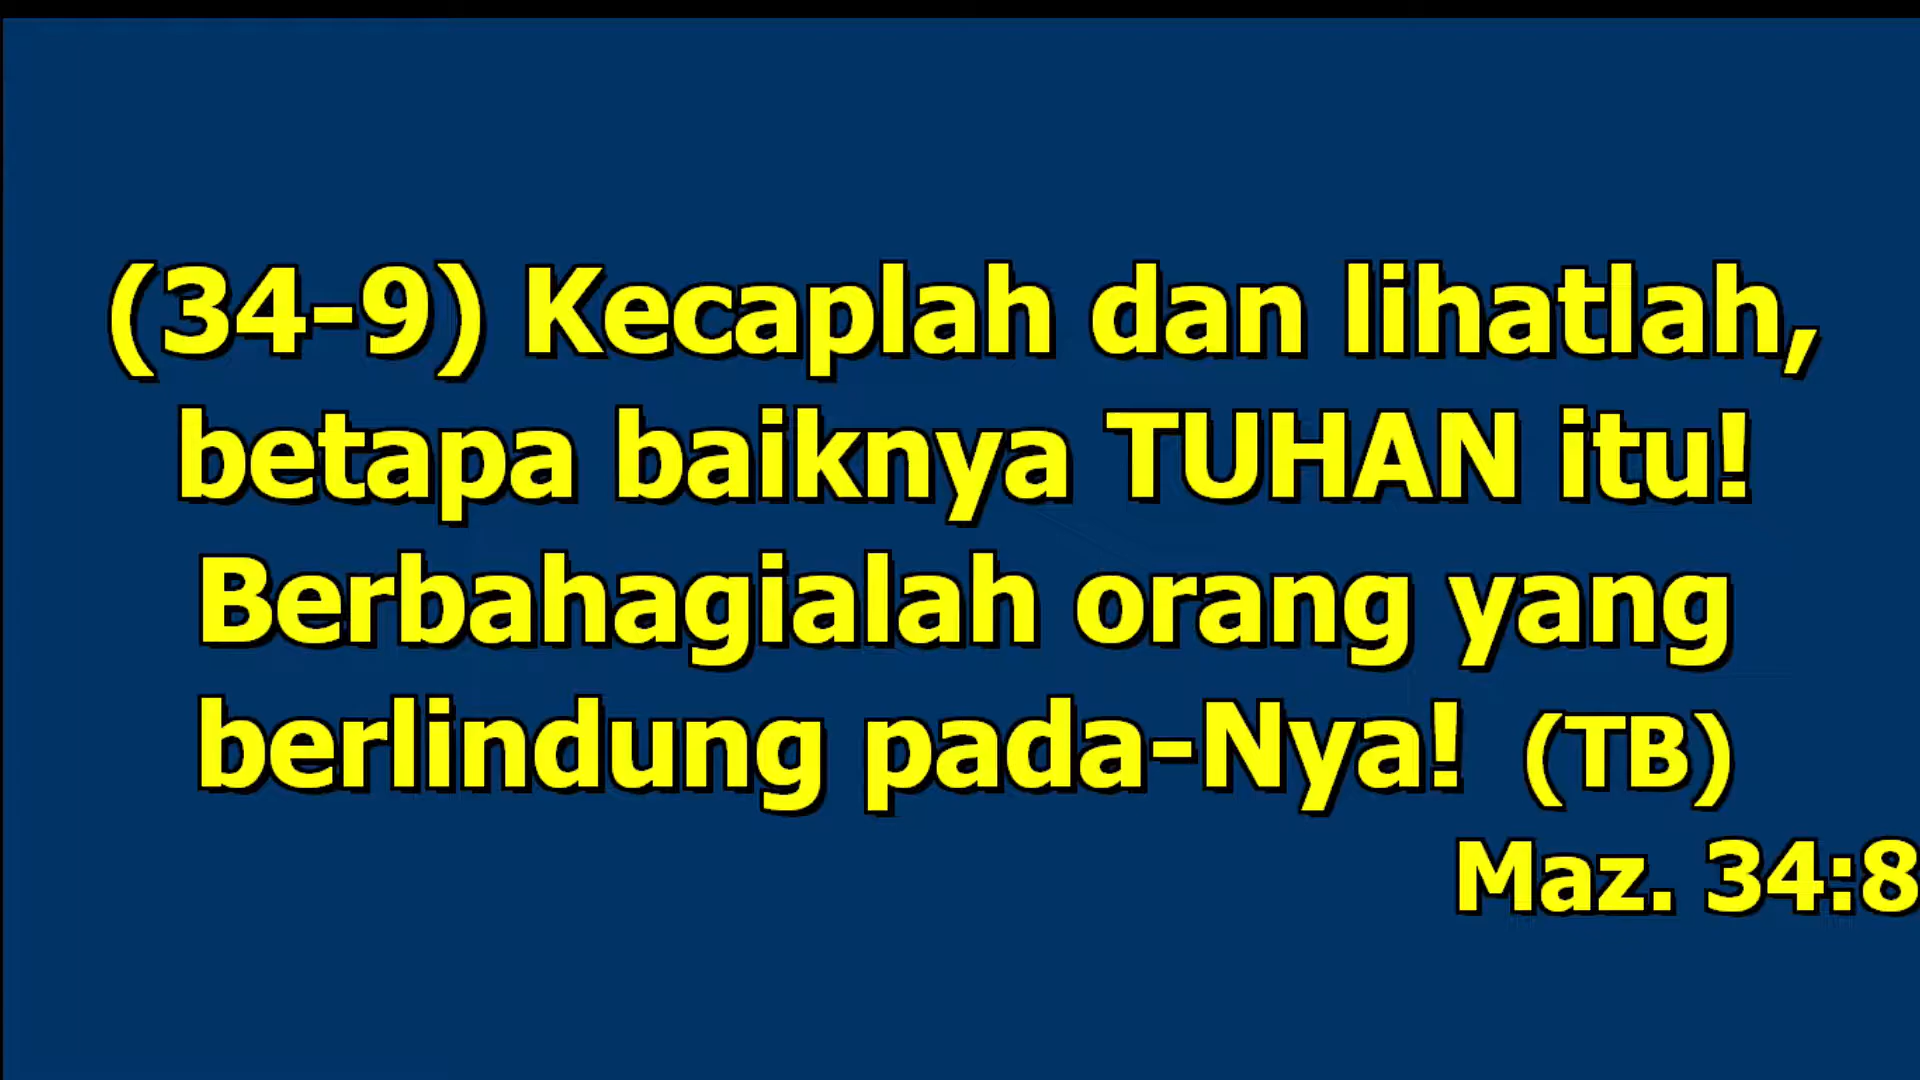 (34-9) Kecaplah dan lihatlah,
betapa baiknya TUHAN itu!
Berbahagialah orang yang
berlindung pada-Nya! (TB)
Maz. 34:8